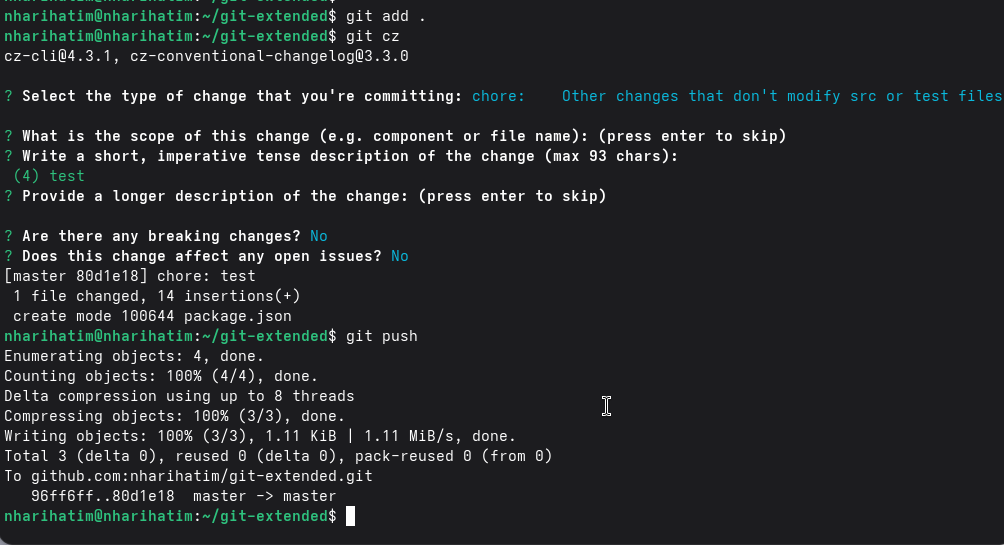 nharihatim@nharihatim:~/git-extended$ git add .
nharihatim@nharihatim:~/git-extended$ git cz
cz-cli@4.3.1, cz-conventional-changelog@3.3.0
? Select the type of change that you're committing: chore:    Other changes that don't modify src or test files
? What is the scope of this change (e.g. component or file name): (press enter to skip)
? Write a short, imperative tense description of the change (max 93 chars):
 (4) test
? Provide a longer description of the change: (press enter to skip)
? Are there any breaking changes? No
? Does this change affect any open issues? No
[master 80d1e18] chore: test
 1 file changed, 14 insertions(+)
 create mode 100644 package.json
nharihatim@nharihatim:~/git-extended$ git push
Enumerating objects: 4, done.
Counting objects: 100% (4/4), done.
Delta compression using up to 8 threads
Compressing objects: 100% (3/3), done.
Writing objects: 100% (3/3), 1.11 KiB | 1.11 MiB/s, done.
Total 3 (delta 0), reused 0 (delta 0), pack-reused 0 (from 0)
To github.com:nharihatim/git-extended.git
   96ff6ff..80d1e18  master -> master
nharihatim@nharihatim:~/git-extended$